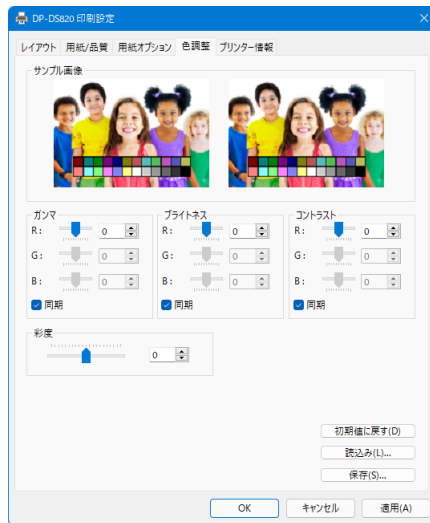 DP-DS820 印刷設定
レイアウト 用紙/品質 用紙オプション 色調整 プリンター情報
サンプル画像
ガンマ ブライトネス コントラスト
R: 0 R: 0 R: 0
G: 0 G: 0 G: 0
B: 0 B: 0 B: 0
同期 同期 同期
彩度
0
初期値に戻す(D)
読込み(L)...
保存(S)...
OK キャンセル 適用(A)